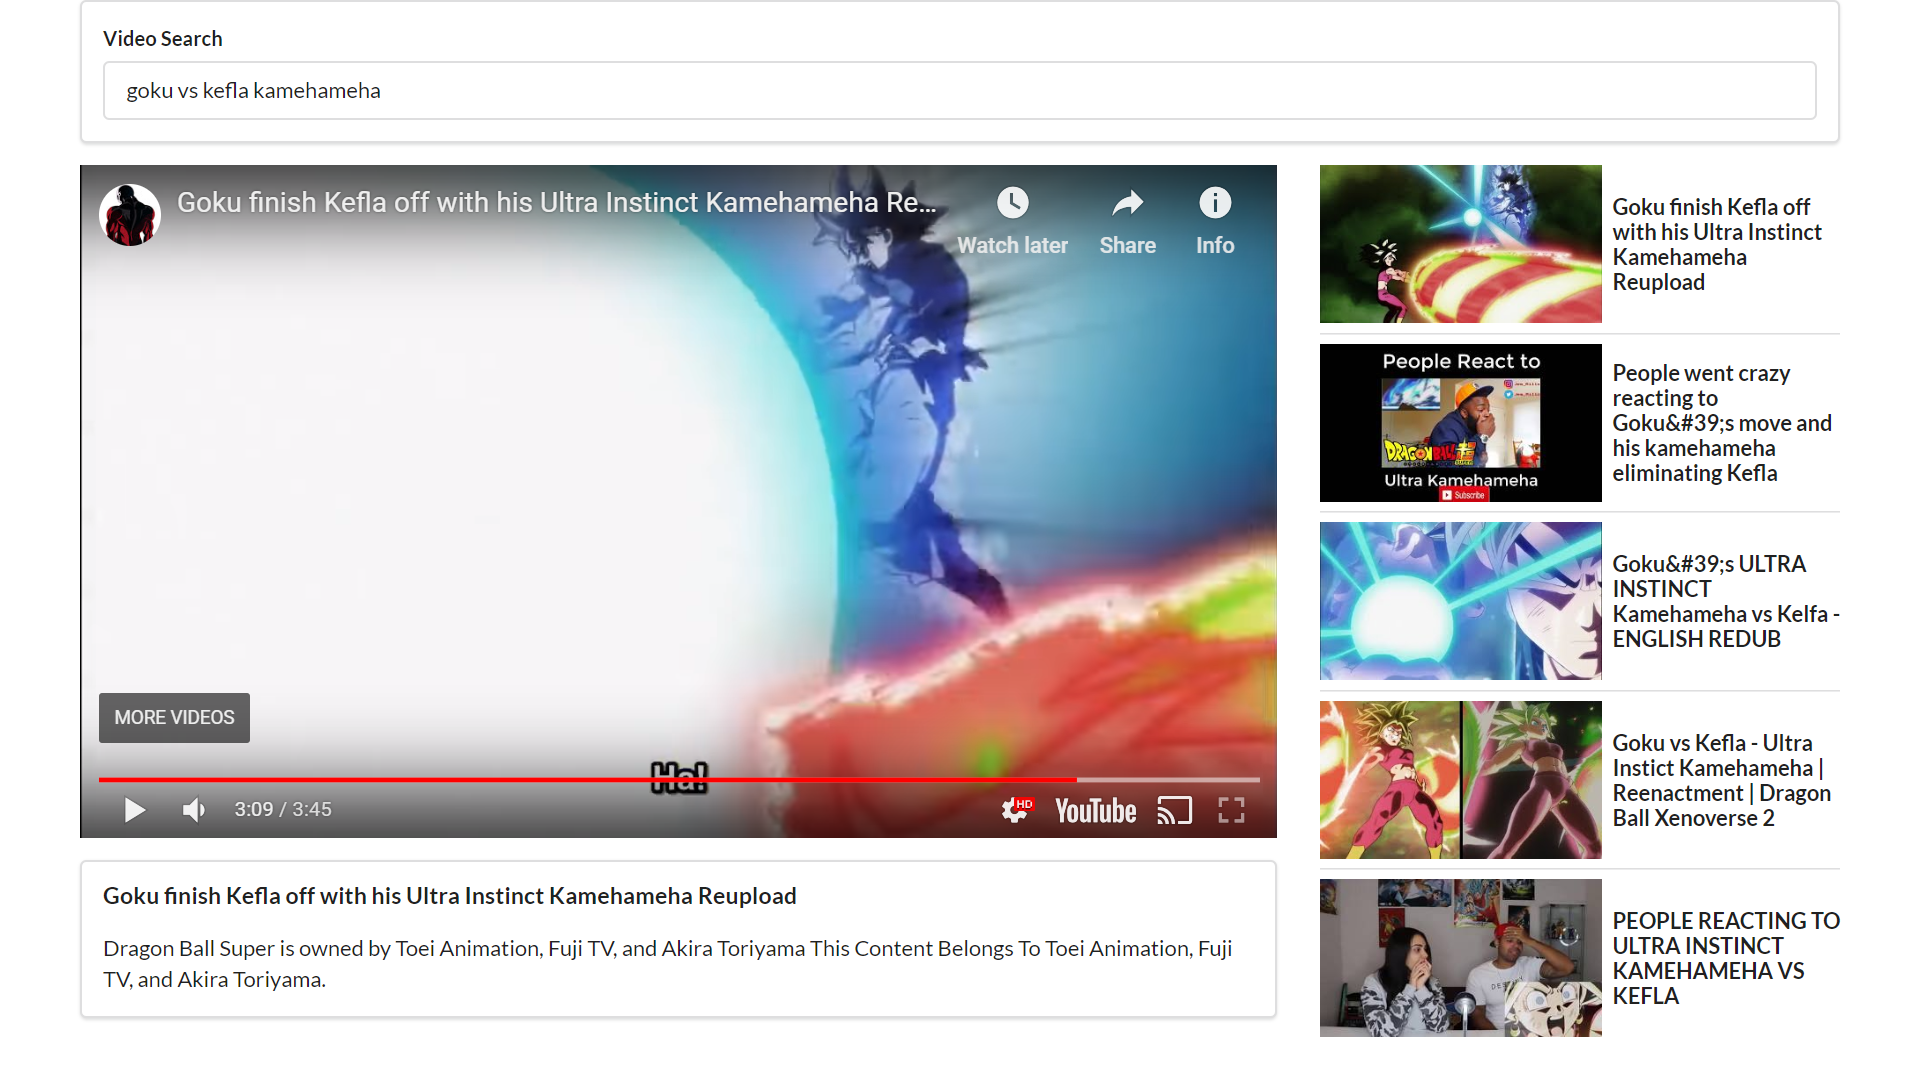 Video Search
goku vs kefla kamehameha
Goku finish Kefla off with his Ultra Instinct Kamehameha Re...
Watch later
Share
Info
MORE VIDEOS
Ha!
3:09 / 3:45
HD
YouTube
Goku finish Kefla off with his Ultra Instinct Kamehameha Reupload
Dragon Ball Super is owned by Toei Animation, Fuji TV, and Akira Toriyama This Content Belongs To Toei Animation, Fuji
TV, and Akira Toriyama.
Goku finish Kefla off
with his Ultra Instinct
Kamehameha
Reupload
People React to
DRAGONBALL
SUPER
Ultra Kamehameha
Subscribe
People went crazy
reacting to
Goku&#39;s move and
his kamehameha
eliminating Kefla
Goku&#39;s ULTRA
INSTINCT
Kamehameha vs Kelfa -
ENGLISH REDUB
Goku vs Kefla - Ultra
Instict Kamehameha |
Reenactment | Dragon
Ball Xenoverse 2
PEOPLE REACTING TO
ULTRA INSTINCT
KAMEHAMEHA VS
KEFLA